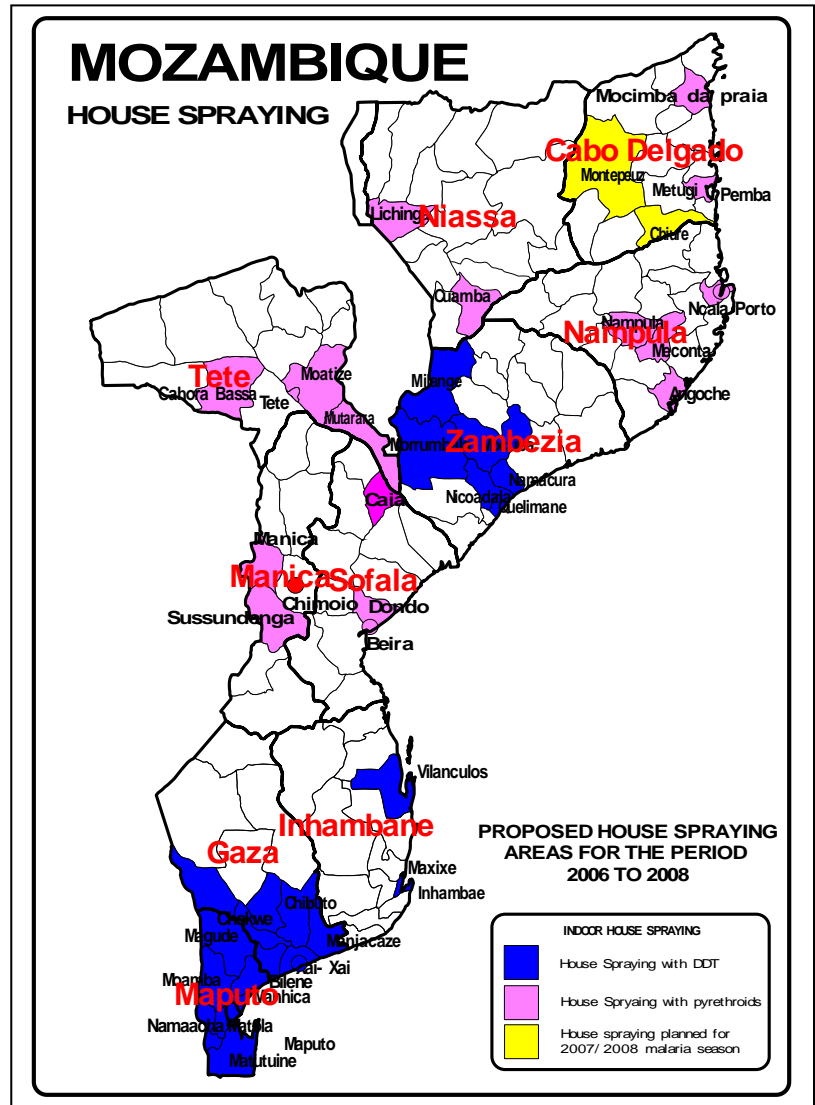 MOZAMBIQUE
HOUSE SPRAYING
Mocimba da praia
Cabo Delgado
Montepeuz
Metugi
Pemba
Lichinga
Niassa
Chiure
Cuamba
Ncala Porto
Nampula
Nampula
Meconta
Angoche
Tete
Moatize
Cahora Bassa
Tete
Milange
Mutarara
Zambezia
Caia
Namacura
Nicoadala
Quelimane
Manica
Manica
Sofala
Chimoio
Dondo
Sussundenga
Beira
Vilanculos
Inhambane
Gaza
Maxixe
Inhambae
Chibuto
Chokwe
Magude
Manjacaze
Xai- Xai
Moamba
Bilene
Maputo
Manhica
Namaacha
Matola
Maputo
Matutuine
PROPOSED HOUSE SPRAYING
AREAS FOR THE PERIOD
2006 TO 2008
INDOOR HOUSE SPRAYING
House Spraying with DDT
House Spryaing with pyrethroids
House spraying planned for
2007/ 2008 malaria season